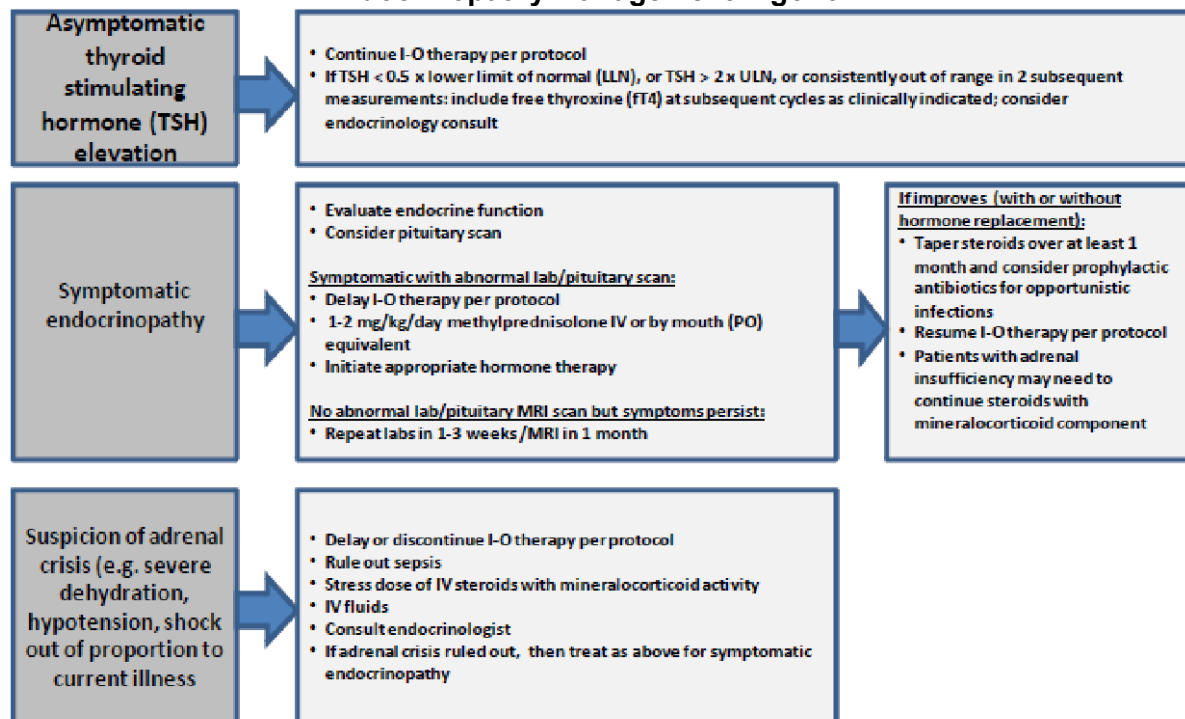 Asymptomatic
thyroid
stimulating
hormone (TSH)
elevation
• Continue I-O therapy per protocol
• If TSH < 0.5 x lower limit of normal (LLN), or TSH > 2 x ULN, or consistently out of range in 2 subsequent
measurements: include free thyroxine (fT4) at subsequent cycles as clinically indicated; consider
endocrinology consult
Symptomatic
endocrinopathy
• Evaluate endocrine function
• Consider pituitary scan
Symptomatic with abnormal lab/pituitary scan:
• Delay I-O therapy per protocol
• 1-2 mg/kg/day methylprednisolone IV or by mouth (PO)
equivalent
• Initiate appropriate hormone therapy
No abnormal lab/pituitary MRI scan but symptoms persist:
• Repeat labs in 1-3 weeks/MRI in 1 month
If improves (with or without
hormone replacement):
• Taper steroids over at least 1
month and consider prophylactic
antibiotics for opportunistic
infections
• Resume I-O therapy per protocol
• Patients with adrenal
insufficiency may need to
continue steroids with
mineralocorticoid component
Suspicion of adrenal
crisis (e.g. severe
dehydration,
hypotension, shock
out of proportion to
current illness
• Delay or discontinue I-O therapy per protocol
• Rule out sepsis
• Stress dose of IV steroids with mineralocorticoid activity
• IV fluids
• Consult endocrinologist
• If adrenal crisis ruled out, then treat as above for symptomatic
endocrinopathy